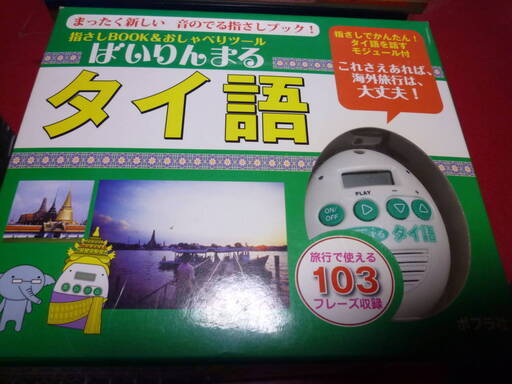 まったく新しい 音のでる指さしブック!
指さしBOOK&おしゃべりツール
ばいりんまる
タイ語
指さしでかんたん!
タイ語を話す
モジュール付
これさえあれば、
海外旅行は、
大丈夫!
PLAY
ON/
OFF
タイ語
旅行で使える
103
フレーズ収録
ポプラ